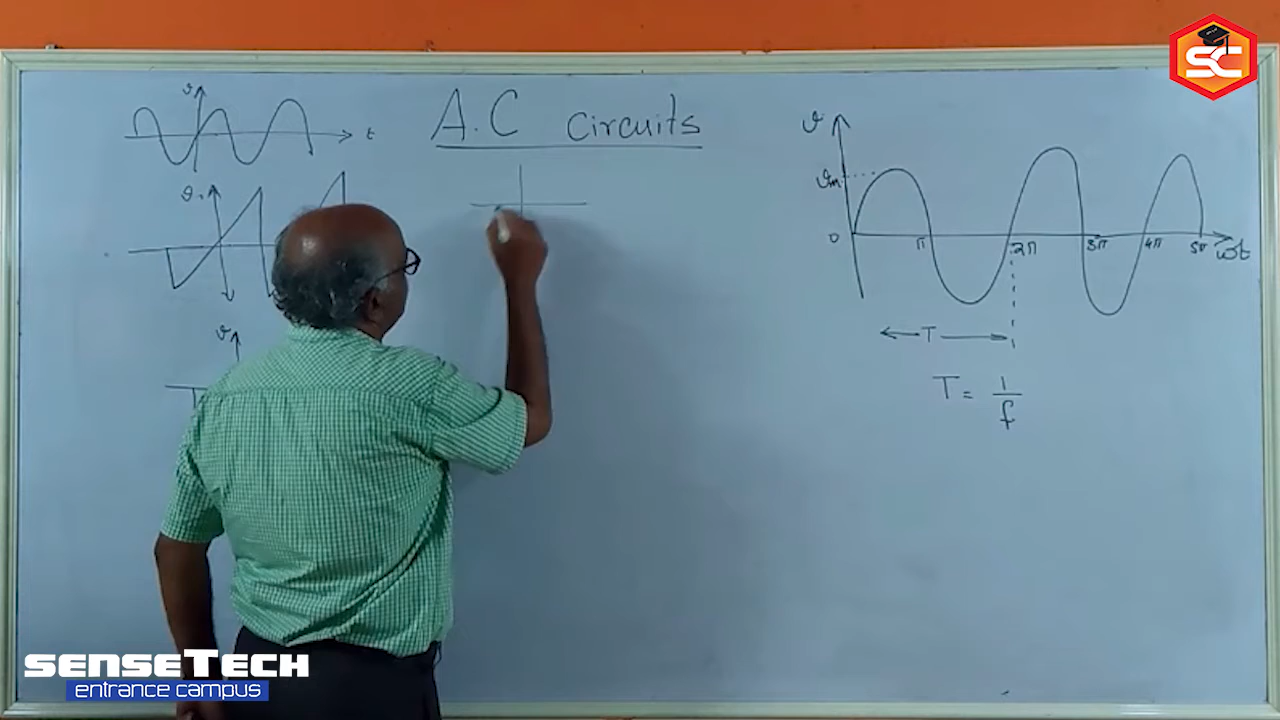 A.C circuits
SC
v
t
v
v
v
vm
0
π
2π
3π
4π
5π
ωt
T
T = 1/f
SENSETECH
entrance campus